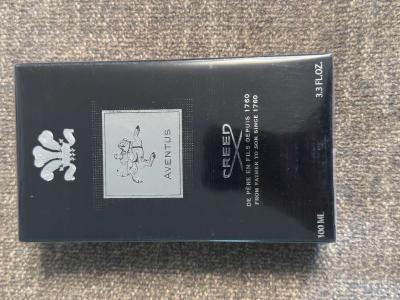 AVENTUS
CREED
DE PÈRE EN FILS DEPUIS 1760
FROM FATHER TO SON SINCE 1760
100 ML
3.3 FL.OZ.